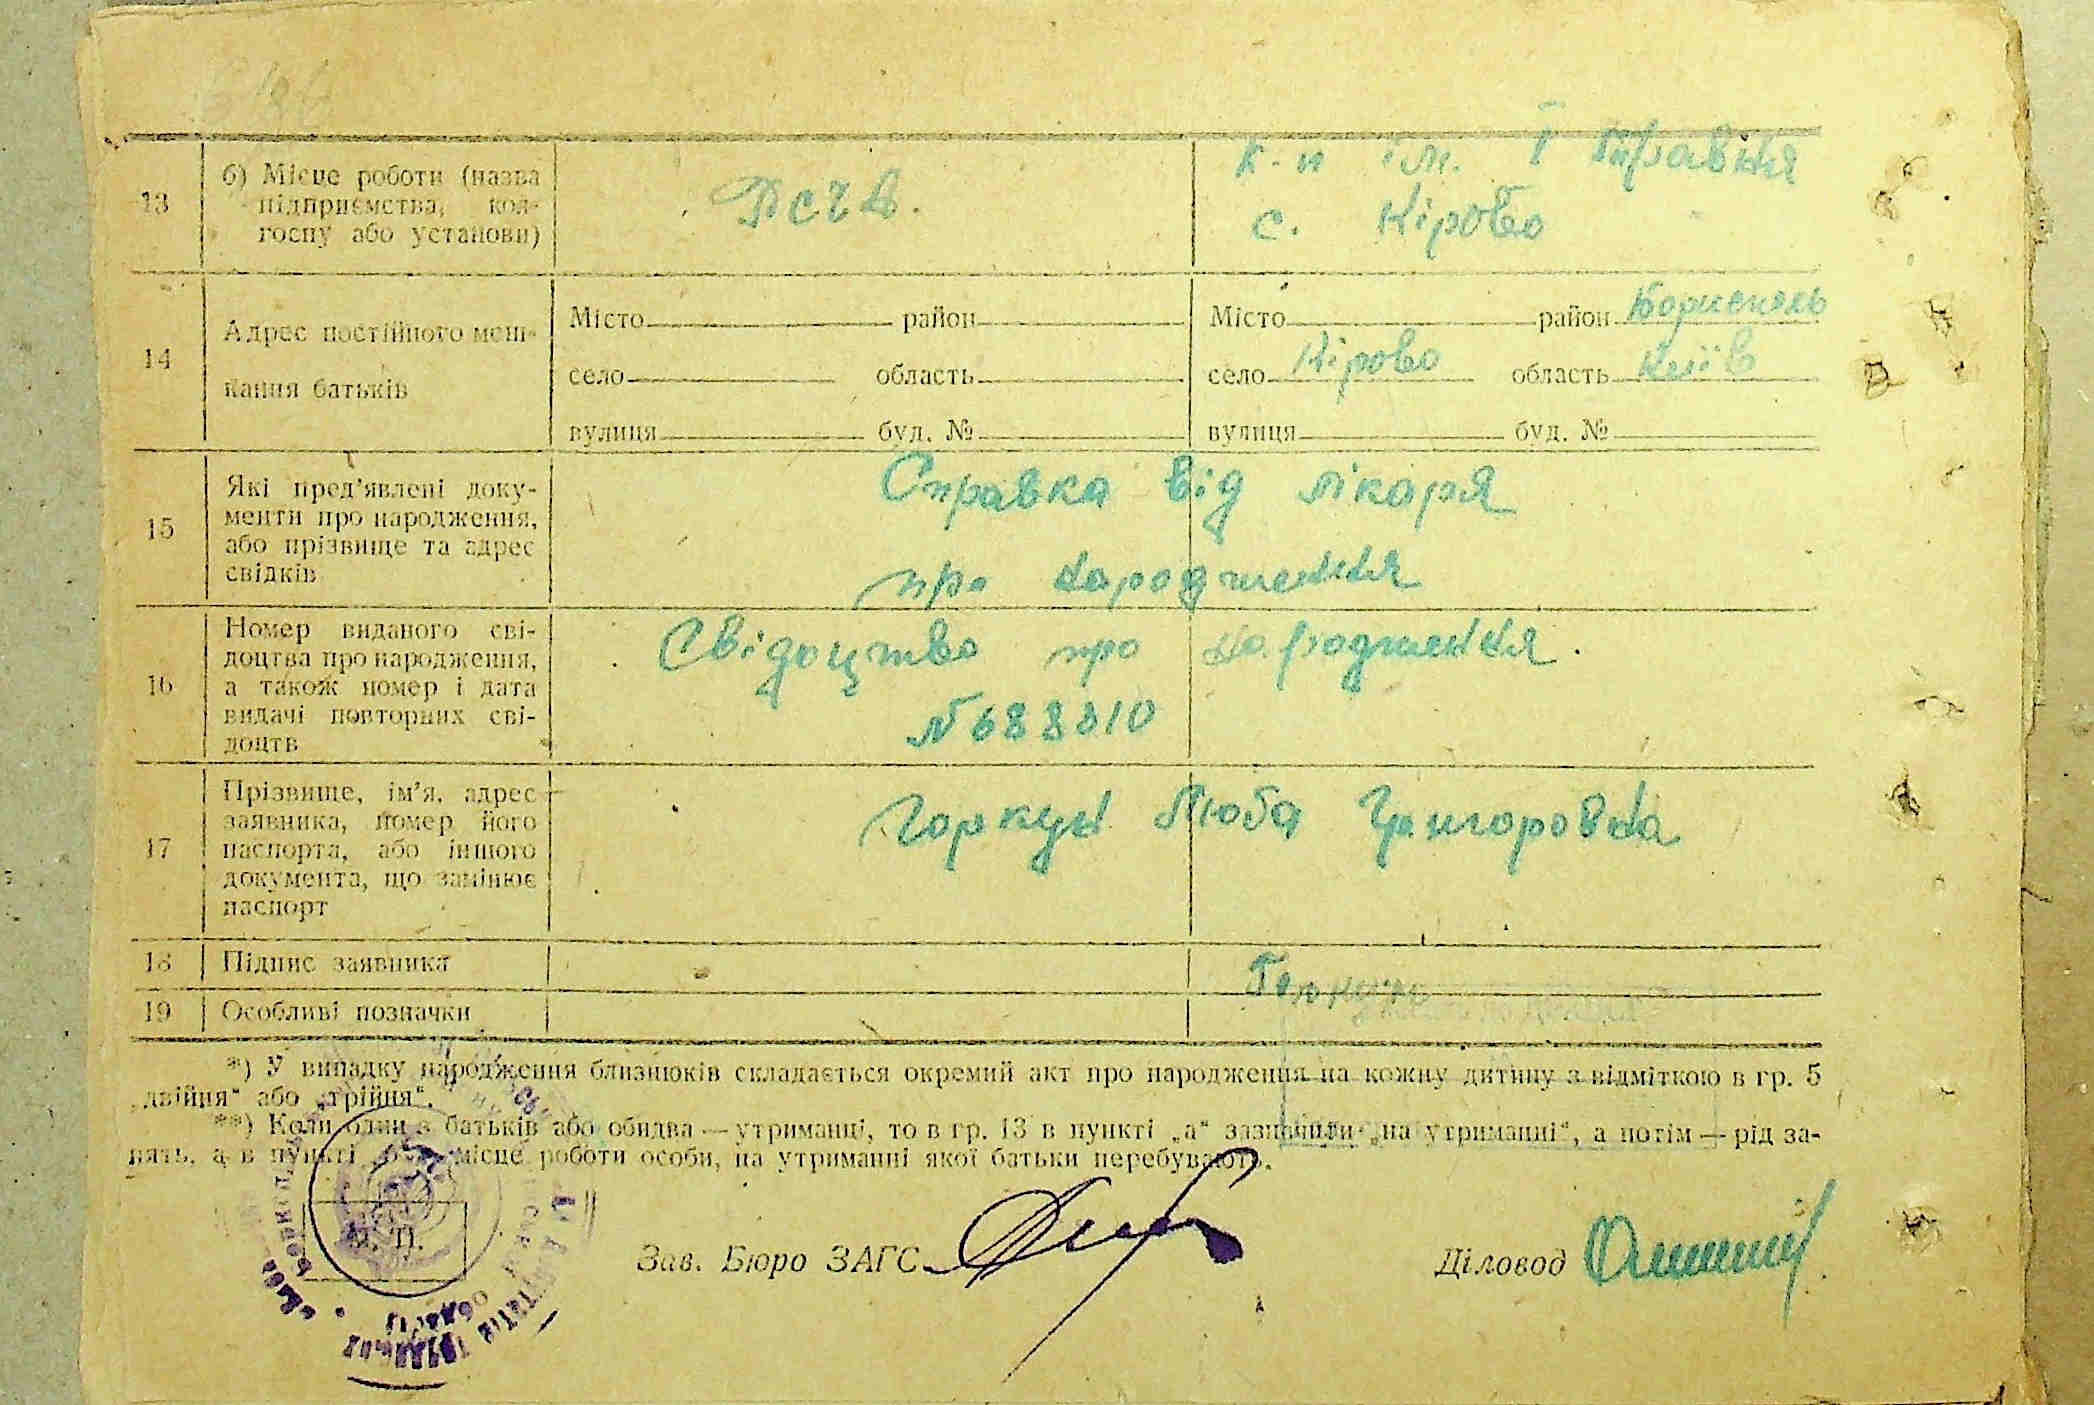 13
б) Місце роботи (назва
підприємства, кол-
госпу або установи)
с. Кірово
14
Адрес постійного меш-
кання батьків
Місто район
село область
вулиця буд. №
Місто район Бориспіль
село Кірово область Київ
вулиця буд. №
15
Які пред'явлені доку-
менти про народження,
або прізвище та адрес
свідків
Справка від лікаря
про народження
16
Номер виданого сві-
доцтва про народження,
а також номер і дата
видачі повторних сві-
доцтв
Свідоцтво про народження.
17
Прізвище, ім'я, адрес
заявника, номер його
паспорта, або іншого
документа, що замінює
паспорт
Горкун Люба Григоровна
18
Підпис заявника
19
Особливі позначки
*) У випадку народження близнюків складається окремий акт про народження на кожну дитину з відміткою в гр. 5
„двійня“ або „трійня“.
**) Коли один з батьків або обидва — утриманці, то в гр. 13 в пункті „а“ зазначити „на утриманні“, а потім — рід за-
нять, а в пункті місце роботи особи, на утриманні якої батьки перебувають.
М. П.
Зав. Бюро ЗАГС
Діловод